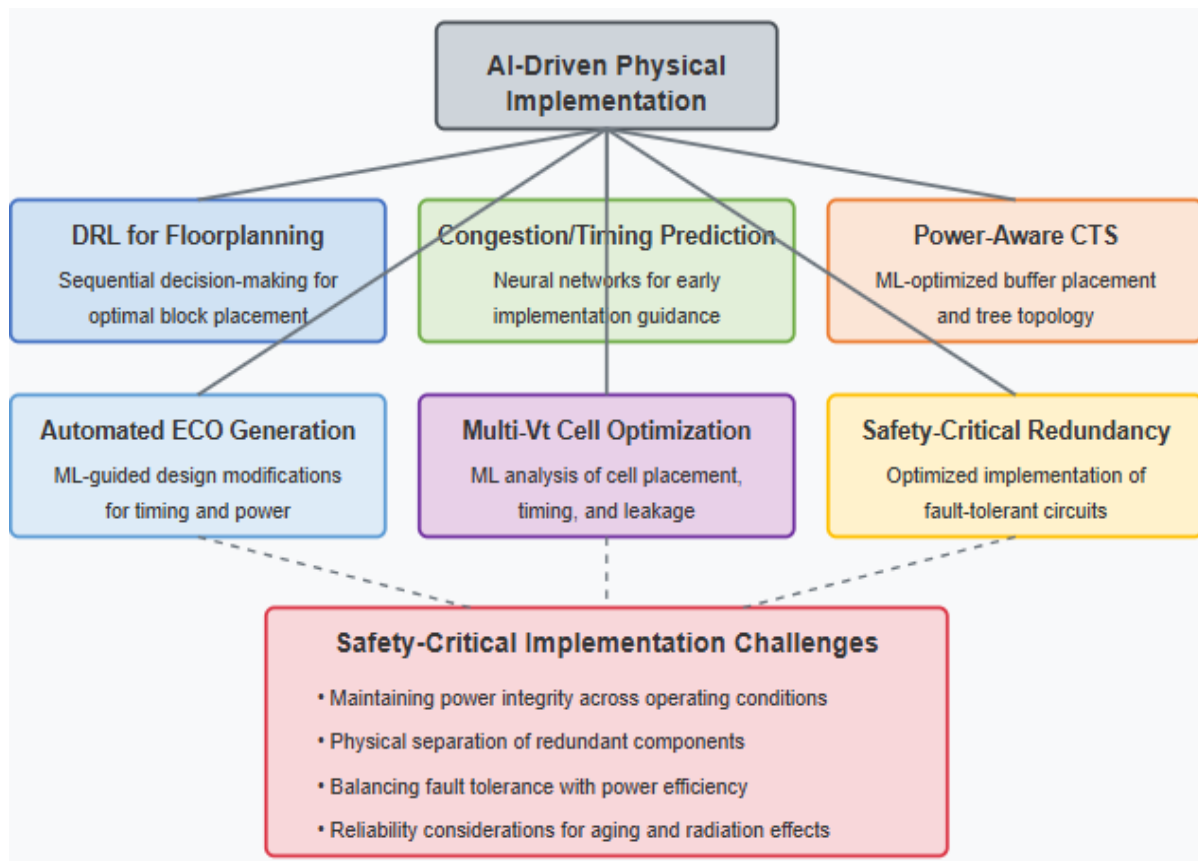 AI-Driven Physical
Implementation
DRL for Floorplanning
Sequential decision-making for
optimal block placement
Congestion/Timing Prediction
Neural networks for early
implementation guidance
Power-Aware CTS
ML-optimized buffer placement
and tree topology
Automated ECO Generation
ML-guided design modifications
for timing and power
Multi-Vt Cell Optimization
ML analysis of cell placement,
timing, and leakage
Safety-Critical Redundancy
Optimized implementation of
fault-tolerant circuits
Safety-Critical Implementation Challenges
• Maintaining power integrity across operating conditions
• Physical separation of redundant components
• Balancing fault tolerance with power efficiency
• Reliability considerations for aging and radiation effects